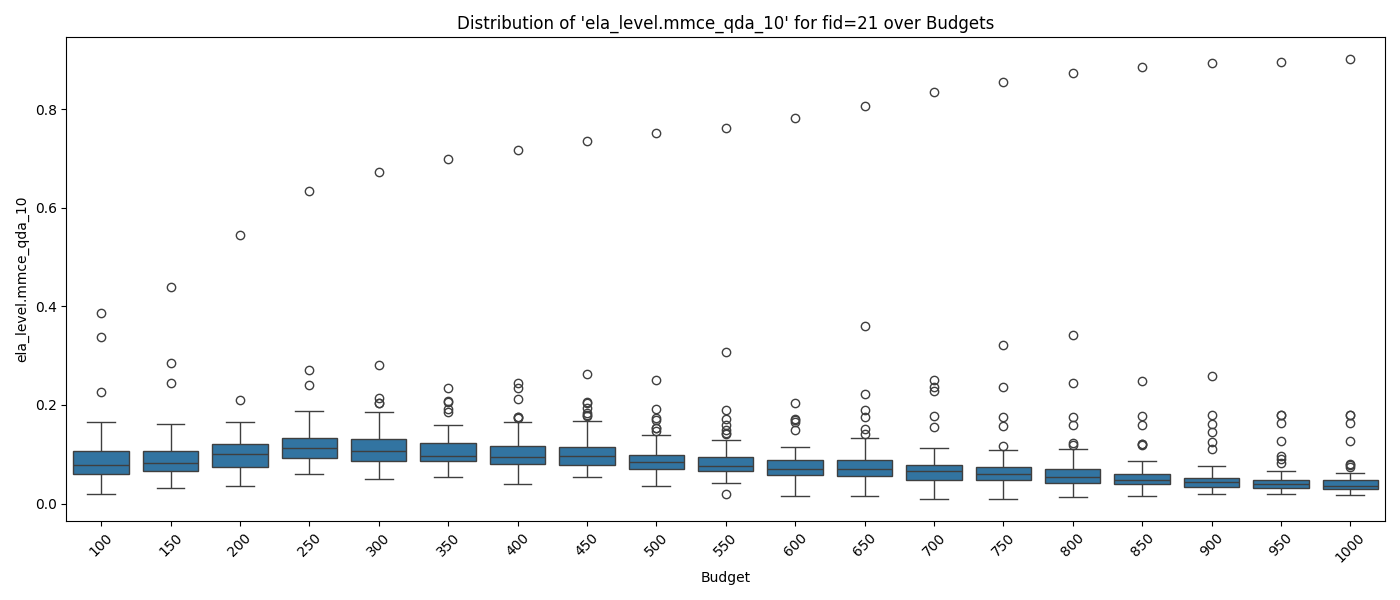 Distribution of 'ela_level.mmce_qda_10' for fid=21 over Budgets
ela_level.mmce_qda_10
0.8
0.6
0.4
0.2
0.0
100 150 200 250 300 350 400 450 500 550 600 650 700 750 800 850 900 950 1000
Budget